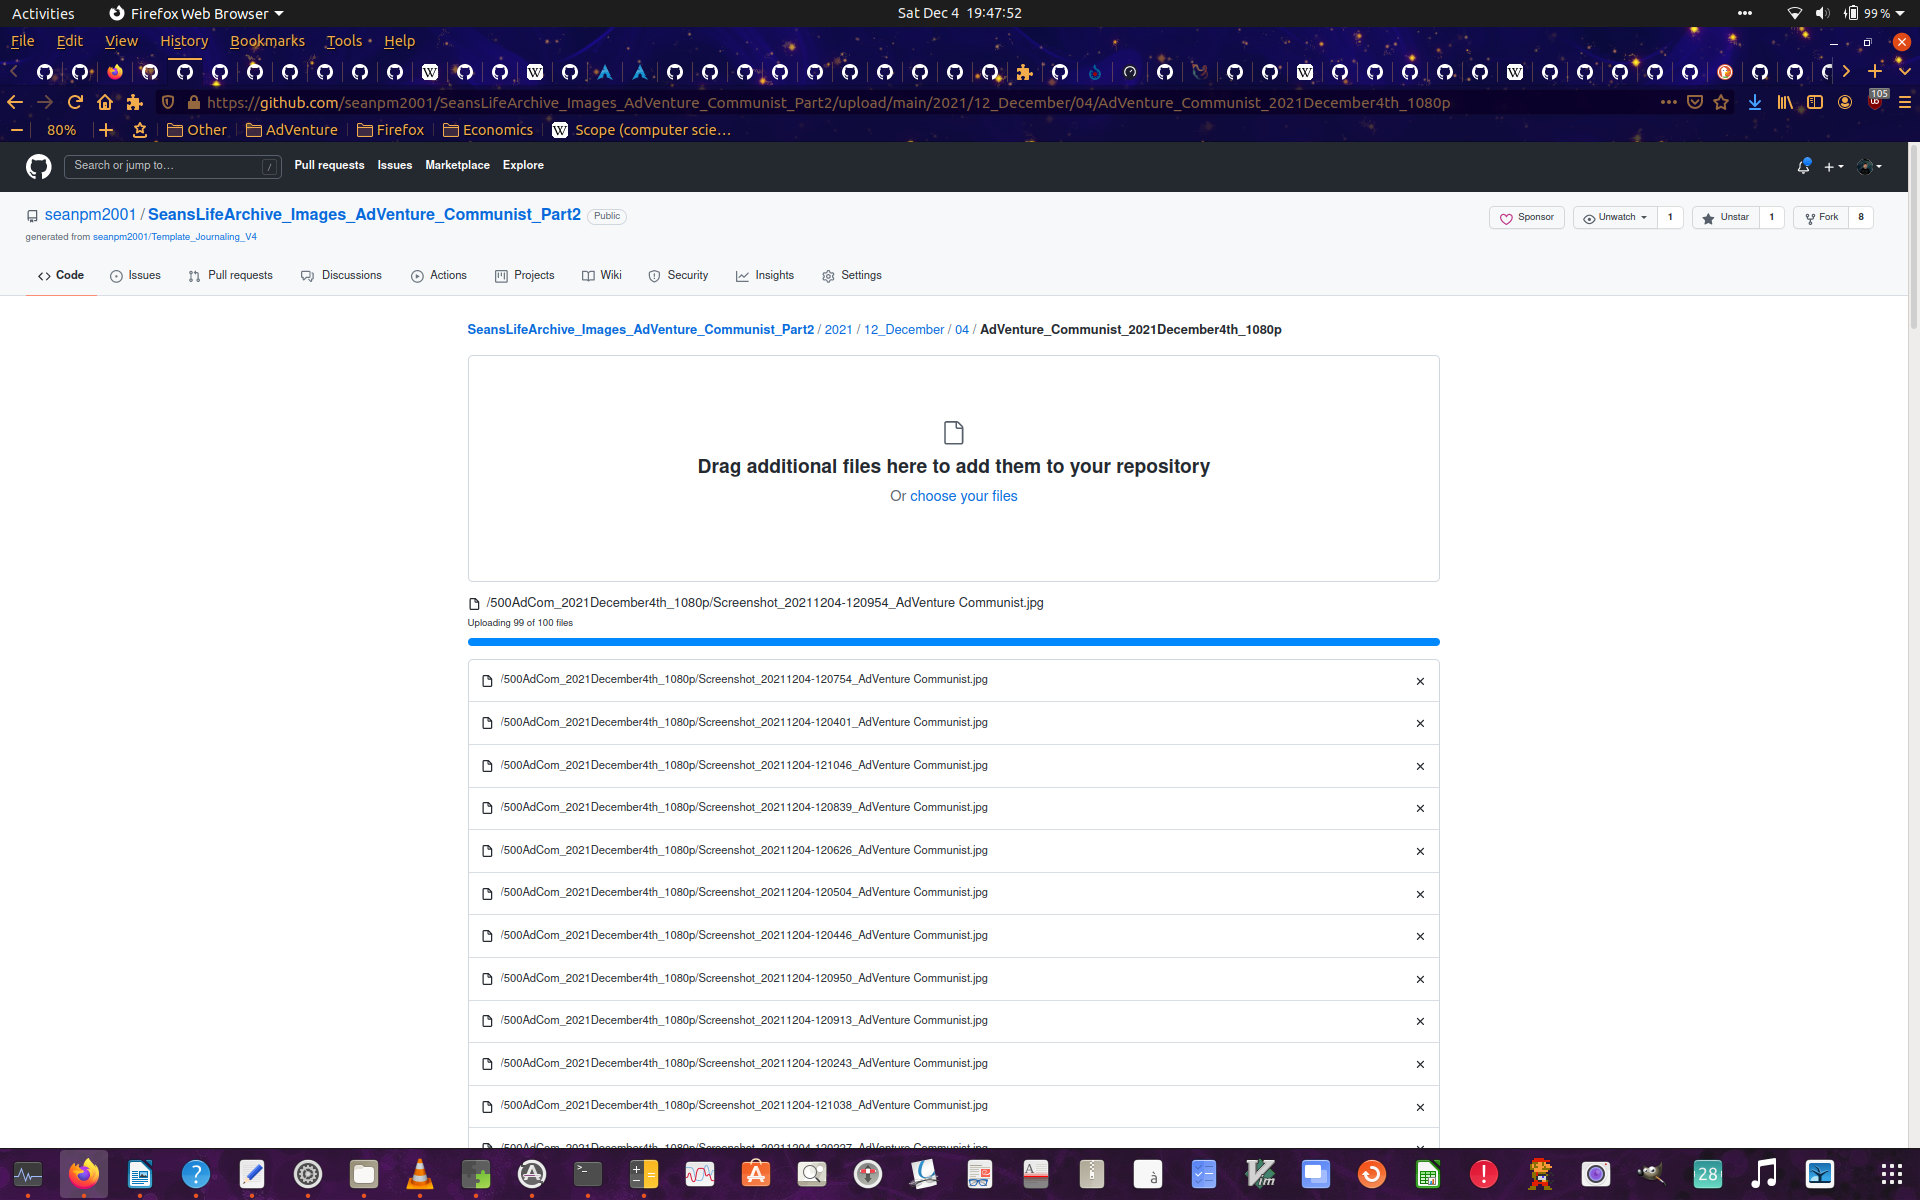 Activities
Firefox Web Browser
Sat Dec 4 19:47:52
99 %
File Edit View History Bookmarks Tools Help
https://github.com/seanpm2001/SeansLifeArchive_Images_AdVenture_Communist_Part2/upload/main/2021/12_December/04/AdVenture_Communist_2021December4th_1080p
105
80%
Other
AdVenture
Firefox
Economics
Scope (computer scie…
Search or jump to… /
Pull requests Issues Marketplace Explore
seanpm2001 / SeansLifeArchive_Images_AdVenture_Communist_Part2 Public
Sponsor Unwatch 1 Unstar 1 Fork 8
generated from seanpm2001/Template_Journaling_V4
Code Issues Pull requests Discussions Actions Projects Wiki Security Insights Settings
SeansLifeArchive_Images_AdVenture_Communist_Part2 / 2021 / 12_December / 04 / AdVenture_Communist_2021December4th_1080p
Drag additional files here to add them to your repository
Or choose your files
/500AdCom_2021December4th_1080p/Screenshot_20211204-120954_AdVenture Communist.jpg
Uploading 99 of 100 files
/500AdCom_2021December4th_1080p/Screenshot_20211204-120754_AdVenture Communist.jpg
/500AdCom_2021December4th_1080p/Screenshot_20211204-120401_AdVenture Communist.jpg
/500AdCom_2021December4th_1080p/Screenshot_20211204-121046_AdVenture Communist.jpg
/500AdCom_2021December4th_1080p/Screenshot_20211204-120839_AdVenture Communist.jpg
/500AdCom_2021December4th_1080p/Screenshot_20211204-120626_AdVenture Communist.jpg
/500AdCom_2021December4th_1080p/Screenshot_20211204-120504_AdVenture Communist.jpg
/500AdCom_2021December4th_1080p/Screenshot_20211204-120446_AdVenture Communist.jpg
/500AdCom_2021December4th_1080p/Screenshot_20211204-120950_AdVenture Communist.jpg
/500AdCom_2021December4th_1080p/Screenshot_20211204-120913_AdVenture Communist.jpg
/500AdCom_2021December4th_1080p/Screenshot_20211204-120243_AdVenture Communist.jpg
/500AdCom_2021December4th_1080p/Screenshot_20211204-121038_AdVenture Communist.jpg
28